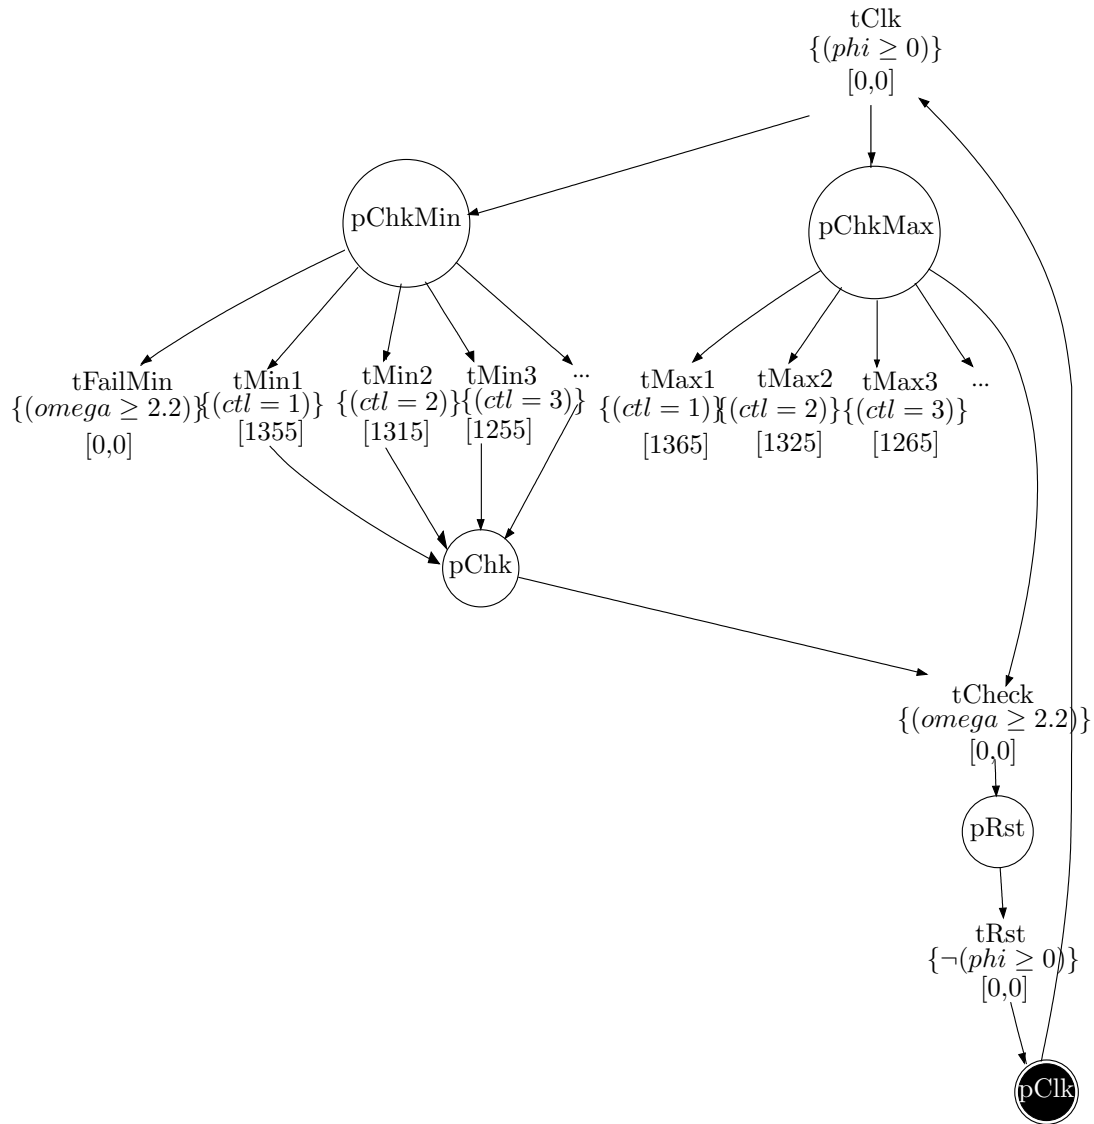 tClk
{(phi ≥ 0)}
[0,0]
pChkMin
pChkMax
tFailMin
{(omega ≥ 2.2)}
[0,0]
tMin1
{(ctl = 1)}
[1355]
tMin2
{(ctl = 2)}
[1315]
tMin3
{(ctl = 3)}
[1255]
...
tMax1
{(ctl = 1)}
[1365]
tMax2
{(ctl = 2)}
[1325]
tMax3
{(ctl = 3)}
[1265]
...
pChk
tCheck
{(omega ≥ 2.2)}
[0,0]
pRst
tRst
{¬(phi ≥ 0)}
[0,0]
pClk